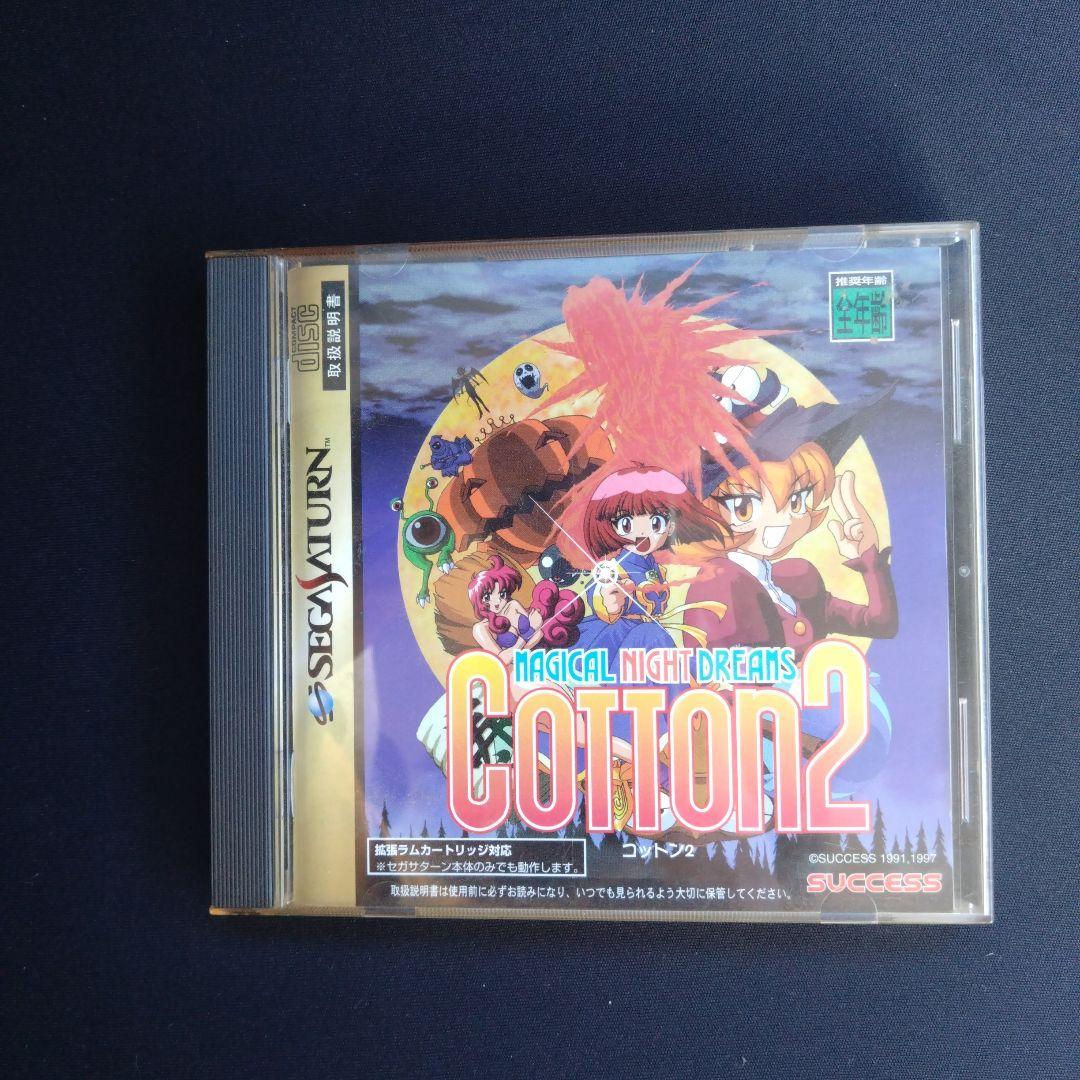 COMPACT
disc
取扱説明書
SEGA SATURN™
推奨年齢
全年齢
MAGICAL NIGHT DREAMS
COTTON2
コットン2
拡張ラムカートリッジ対応
※セガサターン本体のみでも動作します。
©SUCCESS 1991,1997
SUCCESS
取扱説明書は使用前に必ずお読みになり、いつでも見られるよう大切に保管してください。